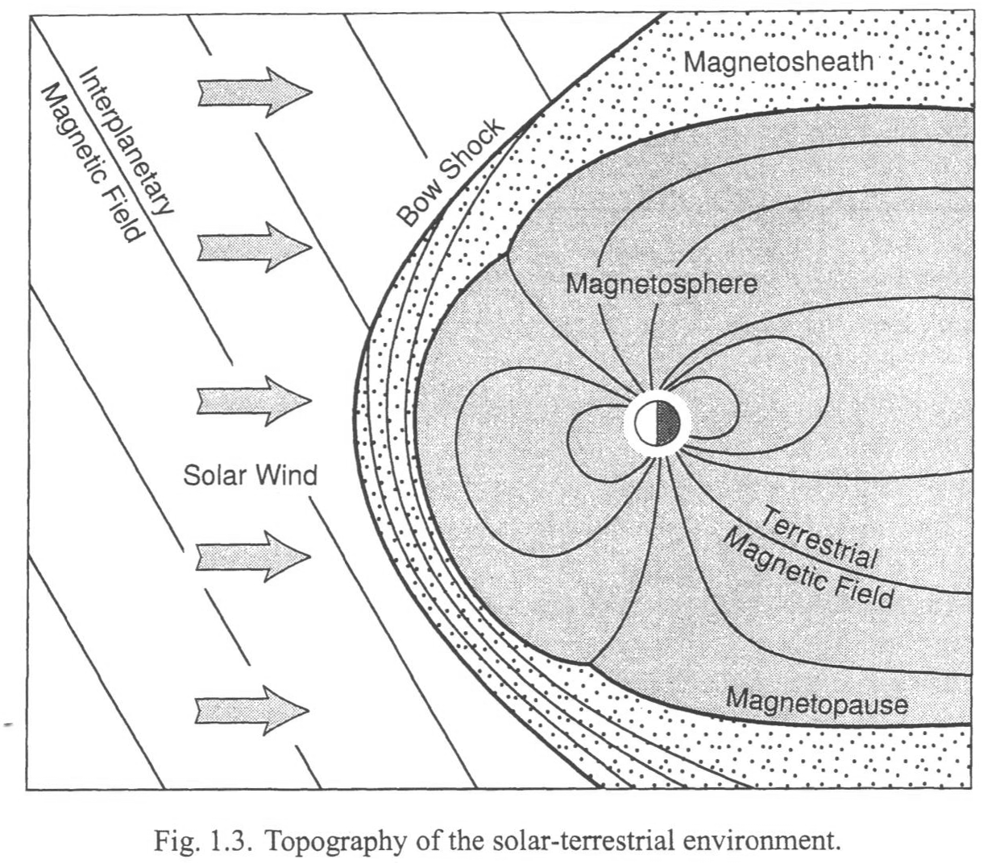 Magnetosheath
Interplanetary
Magnetic Field
Bow Shock
Magnetosphere
Solar Wind
Terrestrial
Magnetic Field
Magnetopause
Fig. 1.3. Topography of the solar-terrestrial environment.